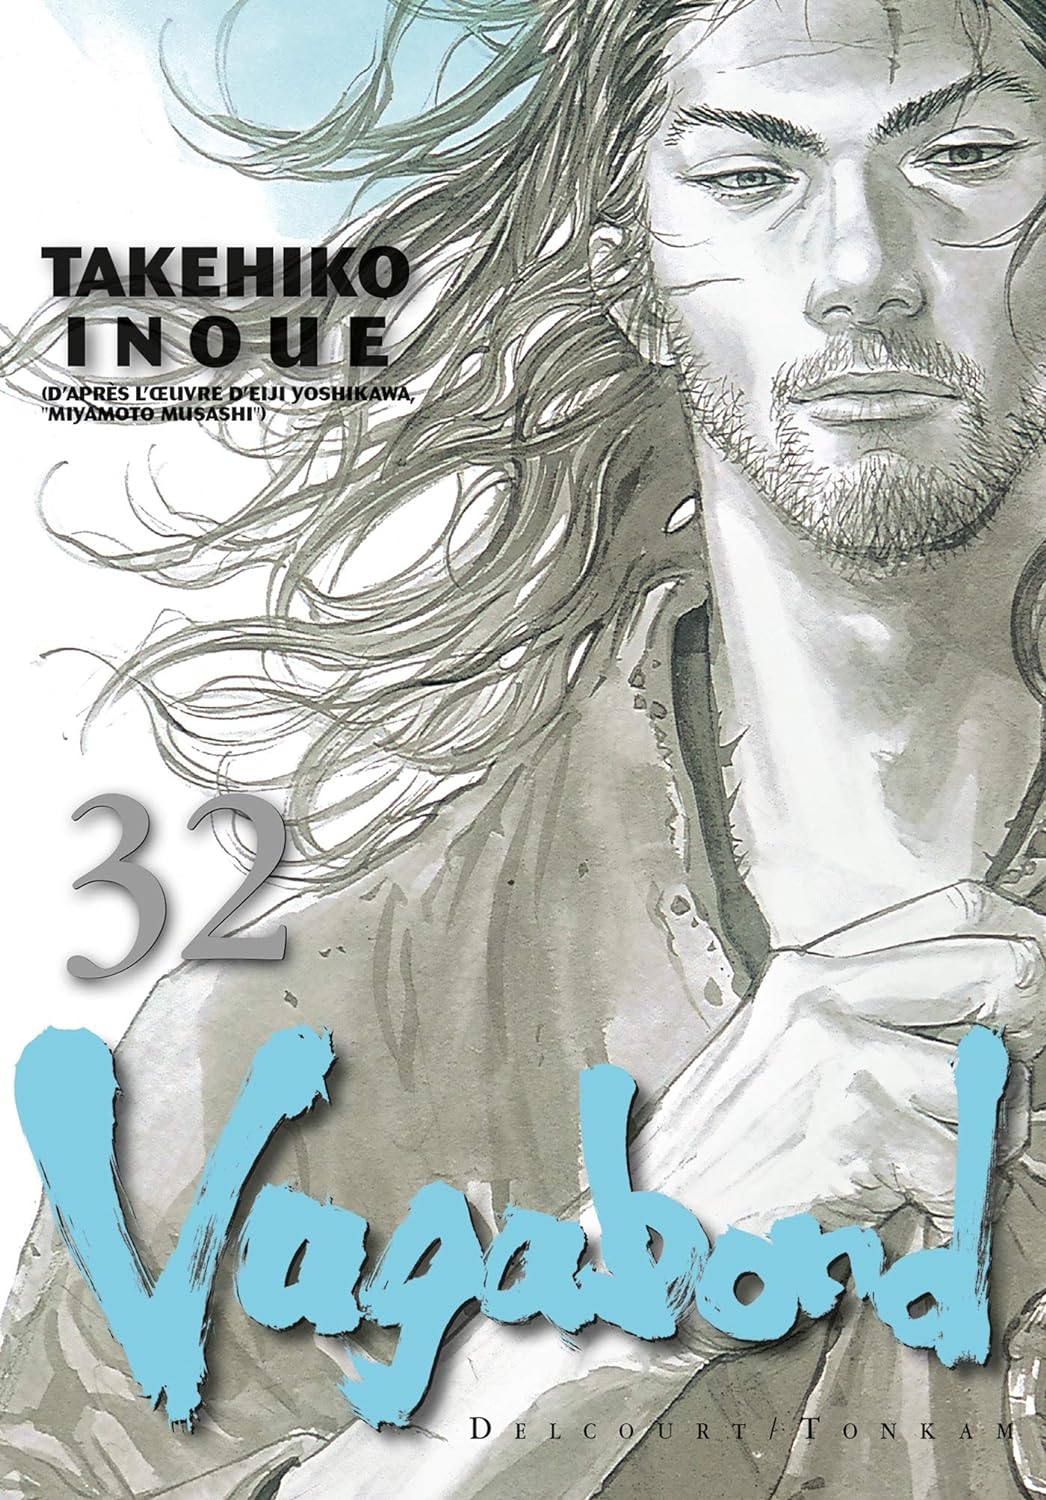 TAKEHIKO
INOUE
(D'APRÈS L'ŒUVRE D'EIJI YOSHIKAWA,
"MIYAMOTO MUSASHI")
32
Vagabond
DELCOURT/TONKAM